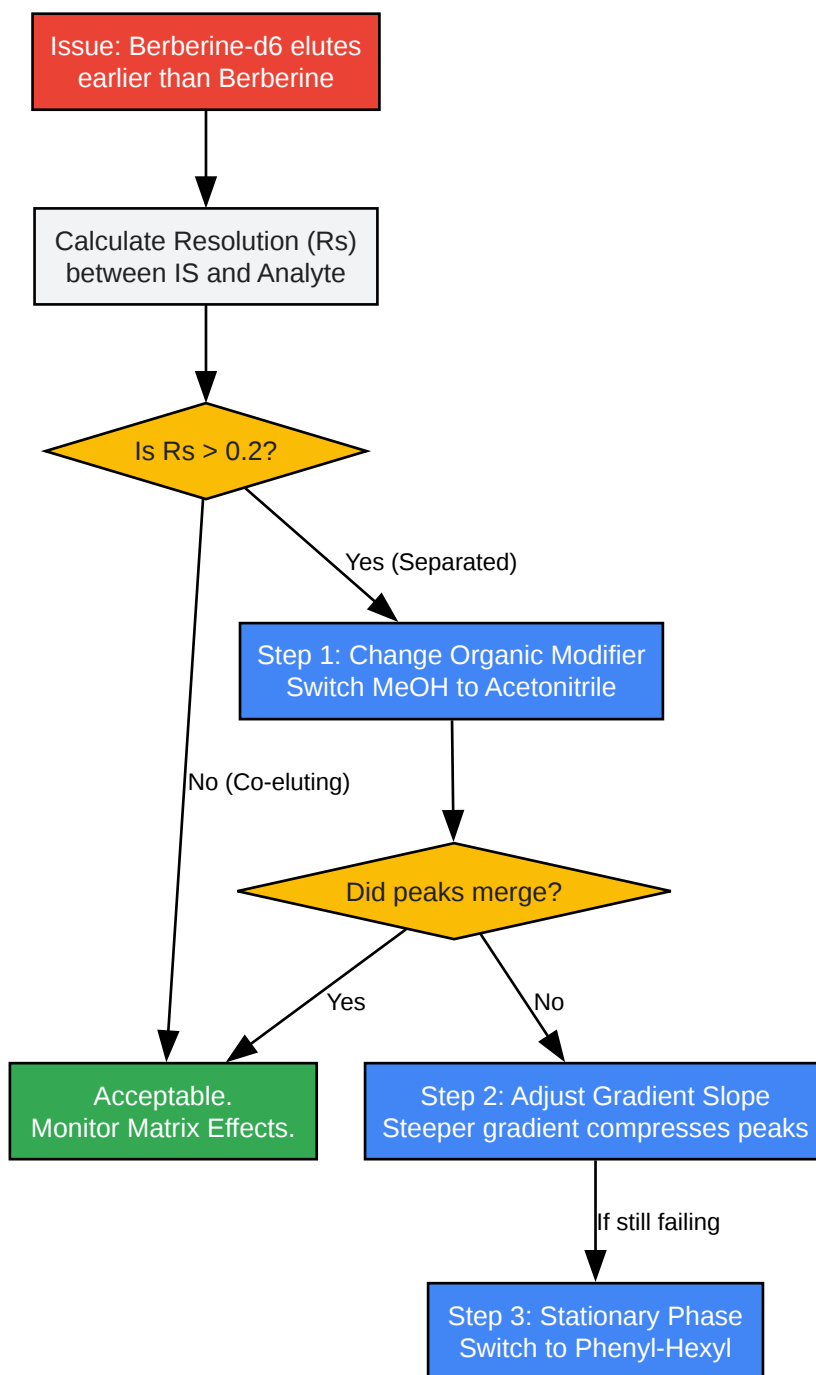 Issue: Berberine-d6 elutes
earlier than Berberine
Calculate Resolution (Rs)
between IS and Analyte
Is Rs > 0.2?
Yes (Separated)
Step 1: Change Organic Modifier
Switch MeOH to Acetonitrile
No (Co-eluting)
Did peaks merge?
Yes
No
Acceptable.
Monitor Matrix Effects.
Step 2: Adjust Gradient Slope
Steeper gradient compresses peaks
If still failing
Step 3: Stationary Phase
Switch to Phenyl-Hexyl